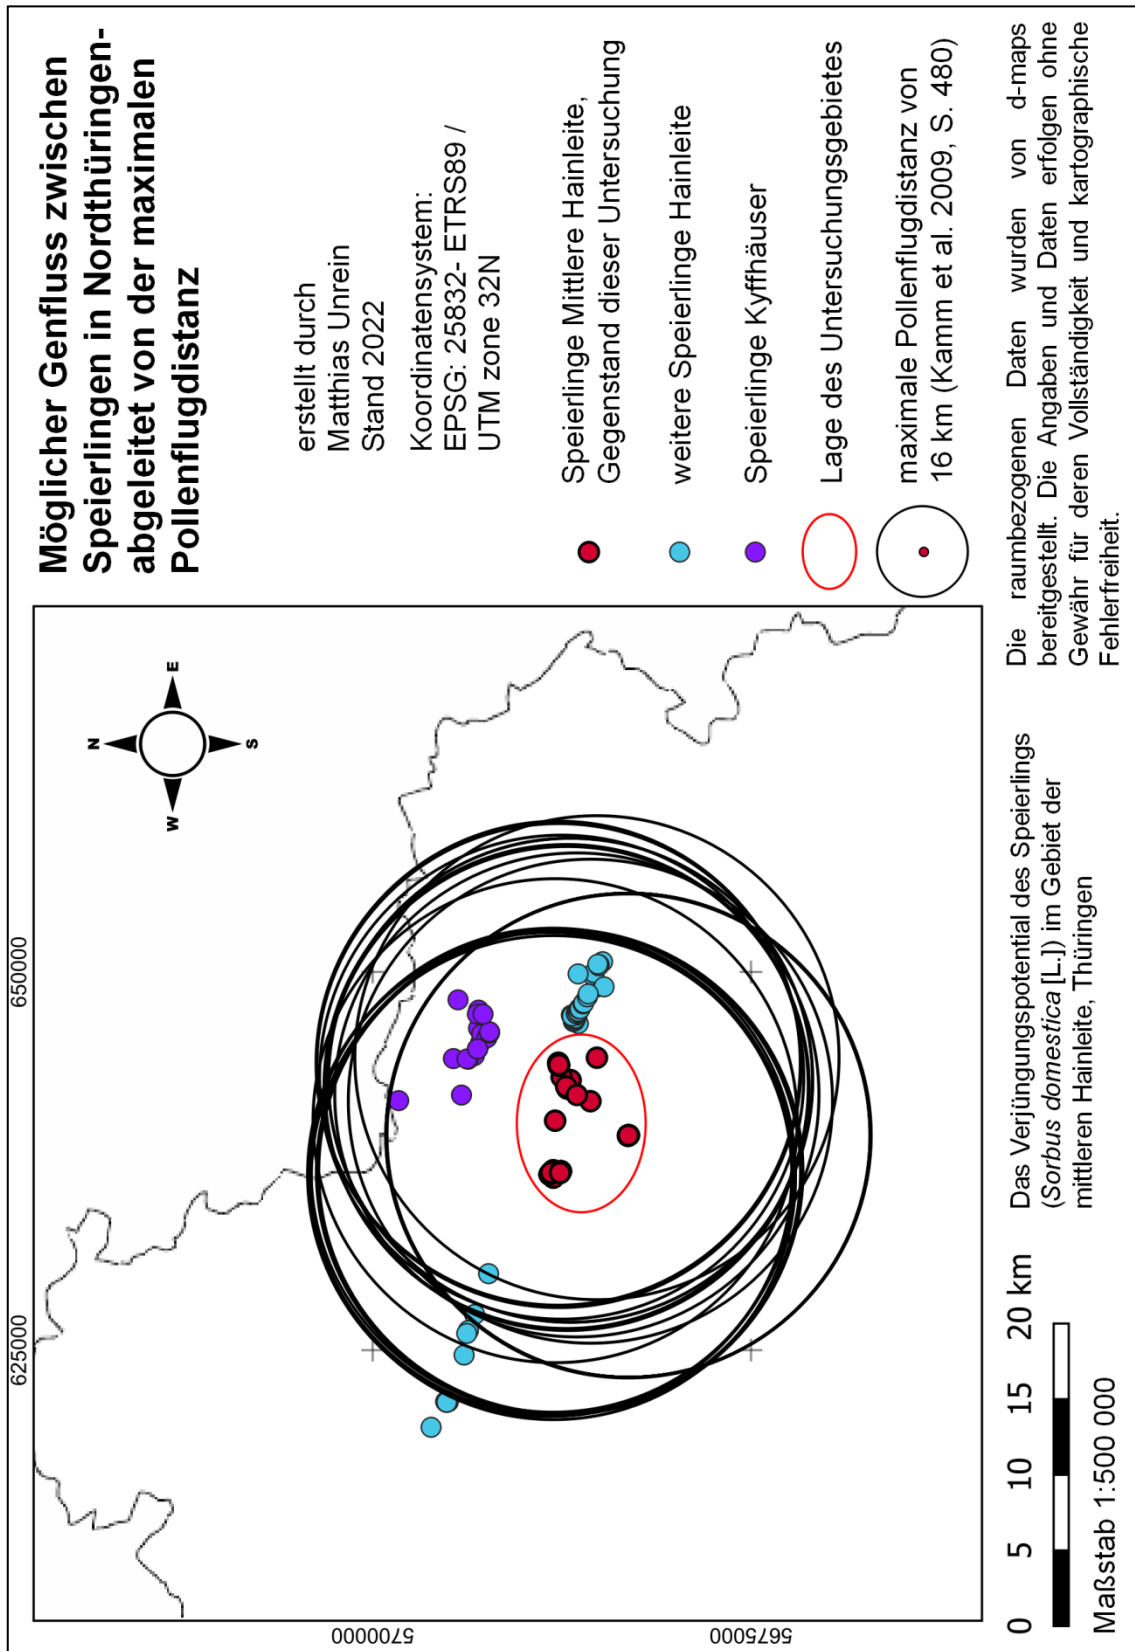 Möglicher Genfluss zwischen
Speierlingen in Nordthüringen-
abgeleitet von der maximalen
Pollenflugdistanz
erstellt durch
Matthias Unrein
Stand 2022
Koordinatensystem:
EPSG: 25832- ETRS89 /
UTM zone 32N
Speierlinge Mittlere Hainleite,
Gegenstand dieser Untersuchung
weitere Speierlinge Hainleite
Speierlinge Kyffhäuser
Lage des Untersuchungsgebietes
maximale Pollenflugdistanz von
16 km (Kamm et al. 2009, S. 480)
625000
650000
5700000
5675000
N
W
E
S
0 5 10 15 20 km
Maßstab 1:500 000
Das Verjüngungspotential des Speierlings
(Sorbus domestica [L.]) im Gebiet der
mittleren Hainleite, Thüringen
Die raumbezogenen Daten wurden von d-maps
bereitgestellt. Die Angaben und Daten erfolgen ohne
Gewähr für deren Vollständigkeit und kartographische
Fehlerfreiheit.